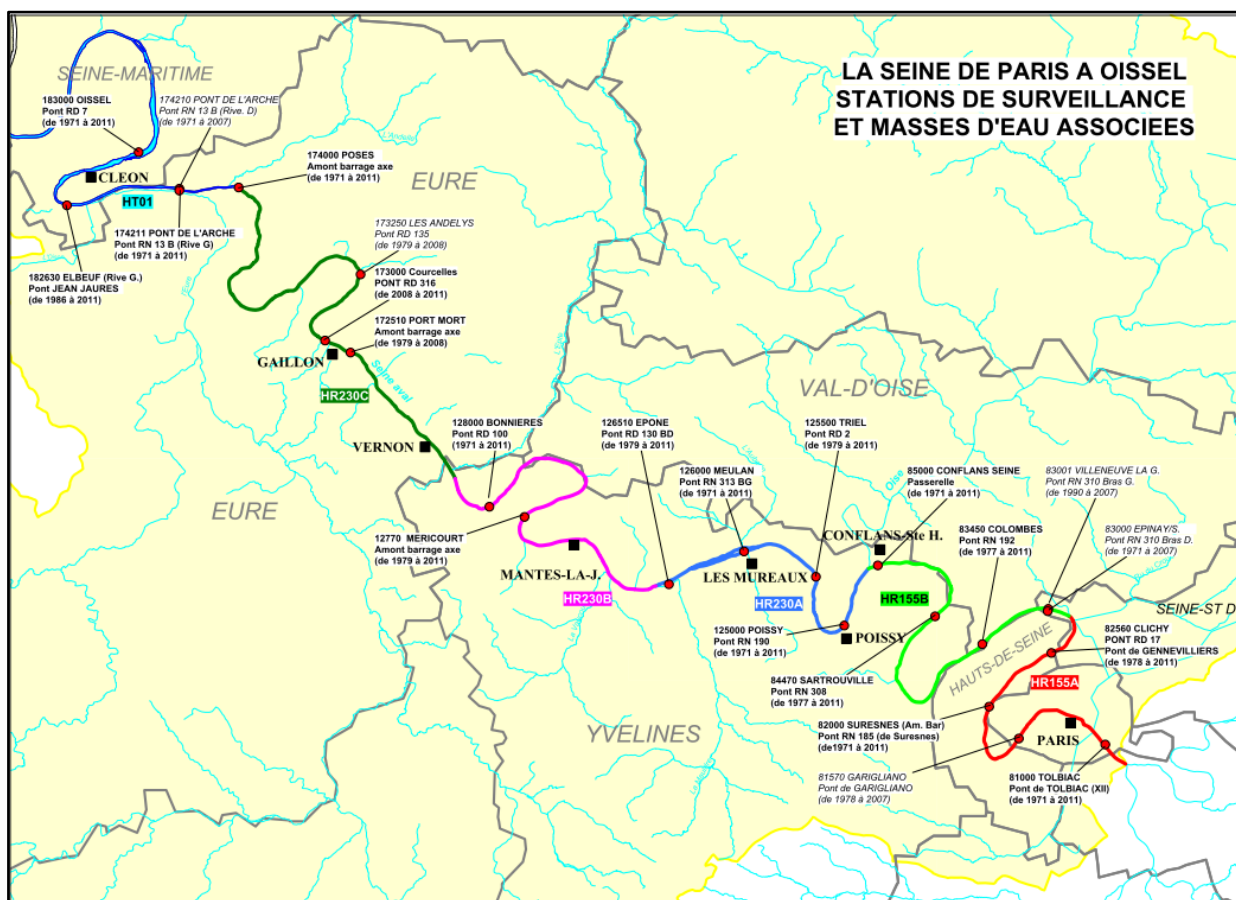 LA SEINE DE PARIS A OISSEL
STATIONS DE SURVEILLANCE
ET MASSES D'EAU ASSOCIEES
SEINE-MARITIME
183000 OISSEL
Pont RD 7
(de 1971 à 2011)
174210 PONT DE L'ARCHE
Pont RN 13 B (Rive. D)
(de 1971 à 2007)
CLEON
HT01
174000 POSES
Amont barrage axe
(de 1971 à 2011)
EURE
L'Andelle
174211 PONT DE L'ARCHE
Pont RN 13 B (Rive G)
(de 1971 à 2011)
182630 ELBEUF (Rive G.)
Pont JEAN JAURES
(de 1986 à 2011)
173250 LES ANDELYS
Pont RD 135
(de 1979 à 2008)
173000 Courcelles
PONT RD 316
(de 2008 à 2011)
172510 PORT MORT
Amont barrage axe
(de 1979 à 2008)
GAILLON
Seine aval
HR230C
VERNON
VAL-D'OISE
128000 BONNIERES
Pont RD 100
(1971 à 2011)
126510 EPONE
Pont RD 130 BD
(de 1979 à 2011)
125500 TRIEL
Pont RD 2
(de 1979 à 2011)
126000 MEULAN
Pont RN 313 BG
(de 1971 à 2011)
85000 CONFLANS SEINE
Passerelle
(de 1971 à 2011)
83001 VILLENEUVE LA G.
Pont RN 310 Bras G.
(de 1990 à 2007)
Oise
EURE
83450 COLOMBES
Pont RN 192
(de 1977 à 2011)
83000 EPINAY/S.
Pont RN 310 Bras D.
(de 1971 à 2007)
12770 MERICOURT
Amont barrage axe
(de 1979 à 2011)
CONFLANS-Ste H.
MANTES-LA-J.
LES MUREAUX
HR230B
HR230A
HR155B
SEINE-ST D
125000 POISSY
Pont RN 190
(de 1971 à 2011)
POISSY
82560 CLICHY
PONT RD 17
Pont de GENNEVILLIERS
(de 1978 à 2011)
HAUTS-DE-SEINE
HR155A
84470 SARTROUVILLE
Pont RN 308
(de 1977 à 2011)
82000 SURESNES (Am. Bar)
Pont RN 185 (de Suresnes)
(de1971 à 2011)
YVELINES
PARIS
81570 GARIGLIANO
Pont de GARIGLIANO
(de 1978 à 2007)
81000 TOLBIAC
Pont de TOLBIAC (XII)
(de 1971 à 2011)